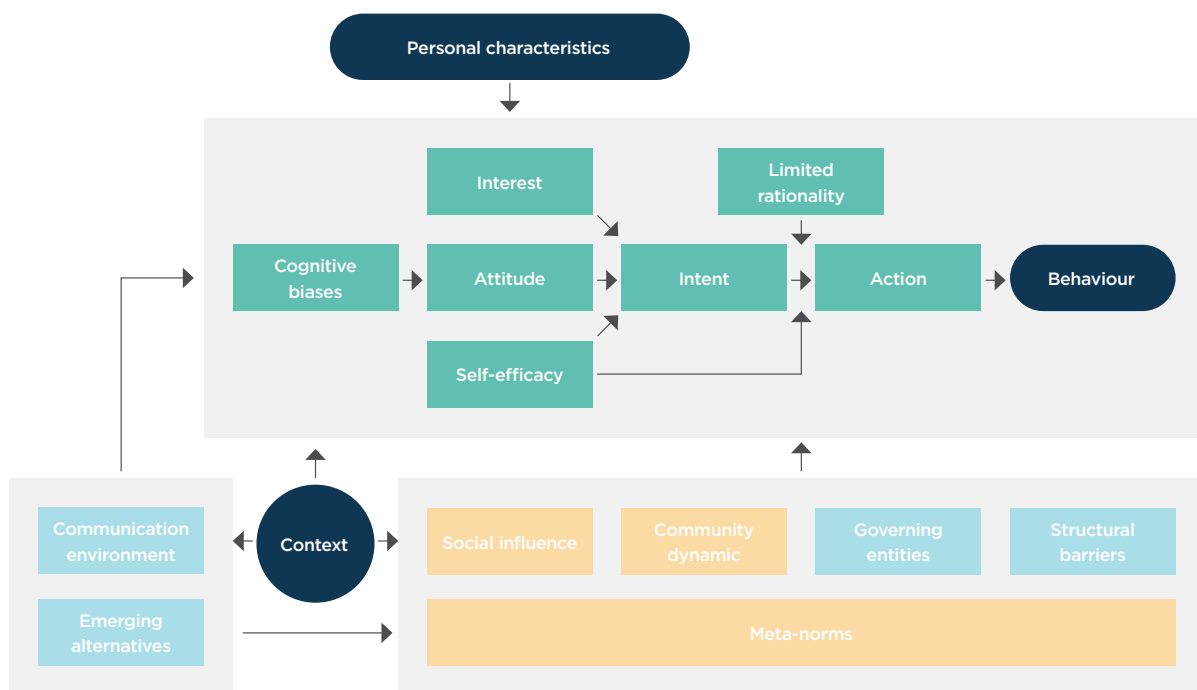 Personal characteristics
Interest
Limited
rationality
Cognitive
biases
Attitude
Intent
Action
Behaviour
Self-efficacy
Communication
environment
Context
Social influence
Community
dynamic
Governing
entities
Structural
barriers
Emerging
alternatives
Meta-norms